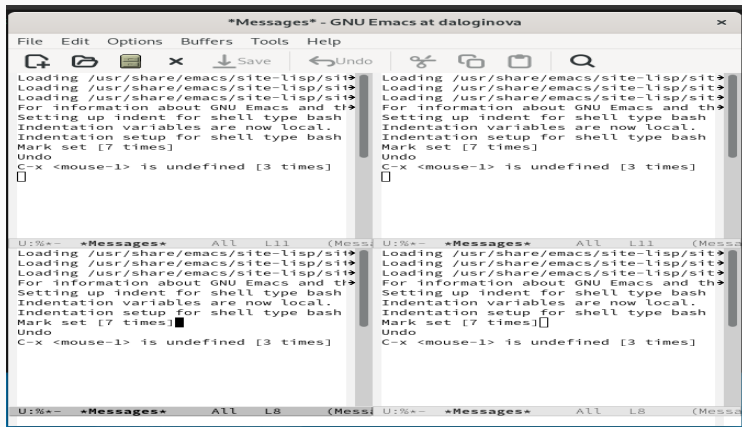 *Messages* - GNU Emacs at daloginova
File Edit Options Buffers Tools Help
Save Undo
Loading /usr/share/emacs/site-lisp/sit
Loading /usr/share/emacs/site-lisp/sit
Loading /usr/share/emacs/site-lisp/sit
For information about GNU Emacs and th
Setting up indent for shell type bash
Indentation variables are now local.
Indentation setup for shell type bash
Mark set [7 times]
Undo
C-x <mouse-1> is undefined [3 times]
U:%*- *Messages* All L11 (Messa
Loading /usr/share/emacs/site-lisp/sit
Loading /usr/share/emacs/site-lisp/sit
Loading /usr/share/emacs/site-lisp/sit
For information about GNU Emacs and th
Setting up indent for shell type bash
Indentation variables are now local.
Indentation setup for shell type bash
Mark set [7 times]
Undo
C-x <mouse-1> is undefined [3 times]
U:%*- *Messages* All L11 (Messa
Loading /usr/share/emacs/site-lisp/sit
Loading /usr/share/emacs/site-lisp/sit
Loading /usr/share/emacs/site-lisp/sit
For information about GNU Emacs and th
Setting up indent for shell type bash
Indentation variables are now local.
Indentation setup for shell type bash
Mark set [7 times]
Undo
C-x <mouse-1> is undefined [3 times]
U:%*- *Messages* All L8 (Messa
Loading /usr/share/emacs/site-lisp/sit
Loading /usr/share/emacs/site-lisp/sit
Loading /usr/share/emacs/site-lisp/sit
For information about GNU Emacs and th
Setting up indent for shell type bash
Indentation variables are now local.
Indentation setup for shell type bash
Mark set [7 times]
Undo
C-x <mouse-1> is undefined [3 times]
U:%*- *Messages* All L8 (Messa